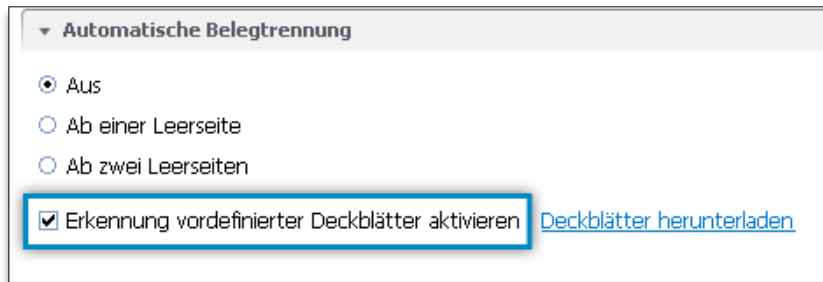 Automatische Belegtrennung
Aus
Ab einer Leerseite
Ab zwei Leerseiten
Erkennung vordefinierter Deckblätter aktivieren Deckblätter herunterladen